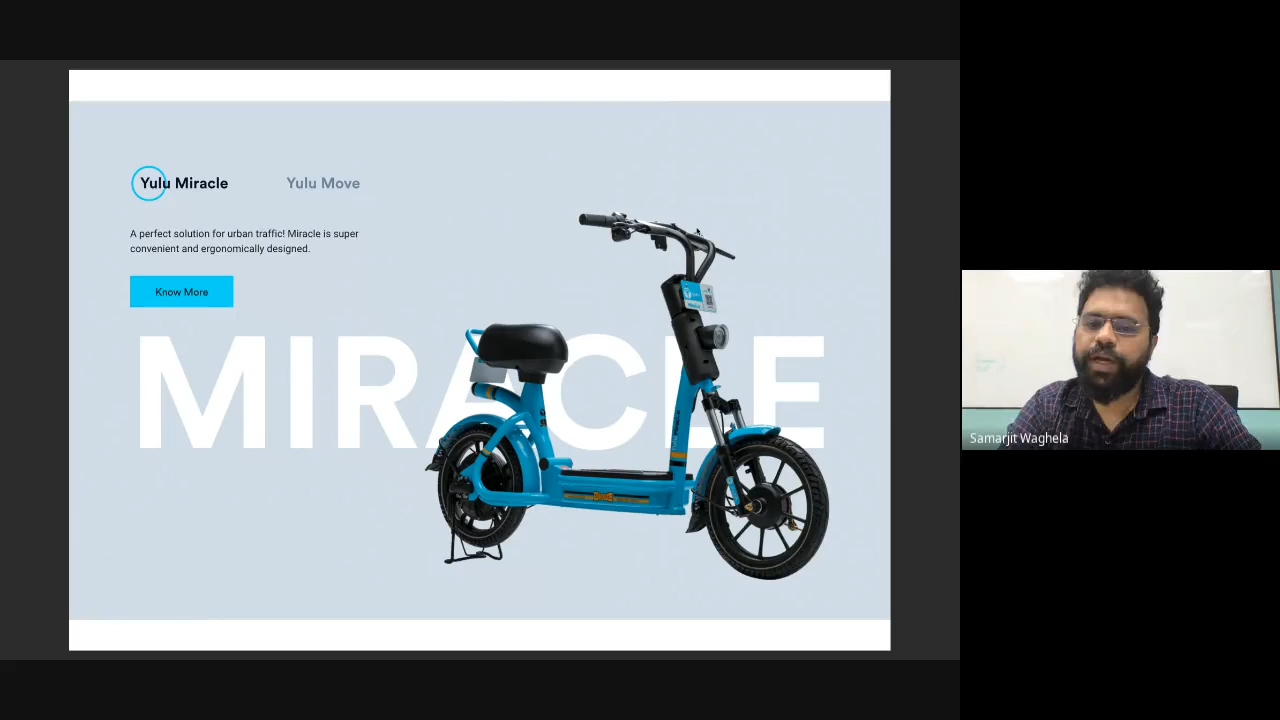 Yulu Miracle
Yulu Move
A perfect solution for urban traffic! Miracle is super
convenient and ergonomically designed.
Know More
MIRACLE
Samarjit Waghela